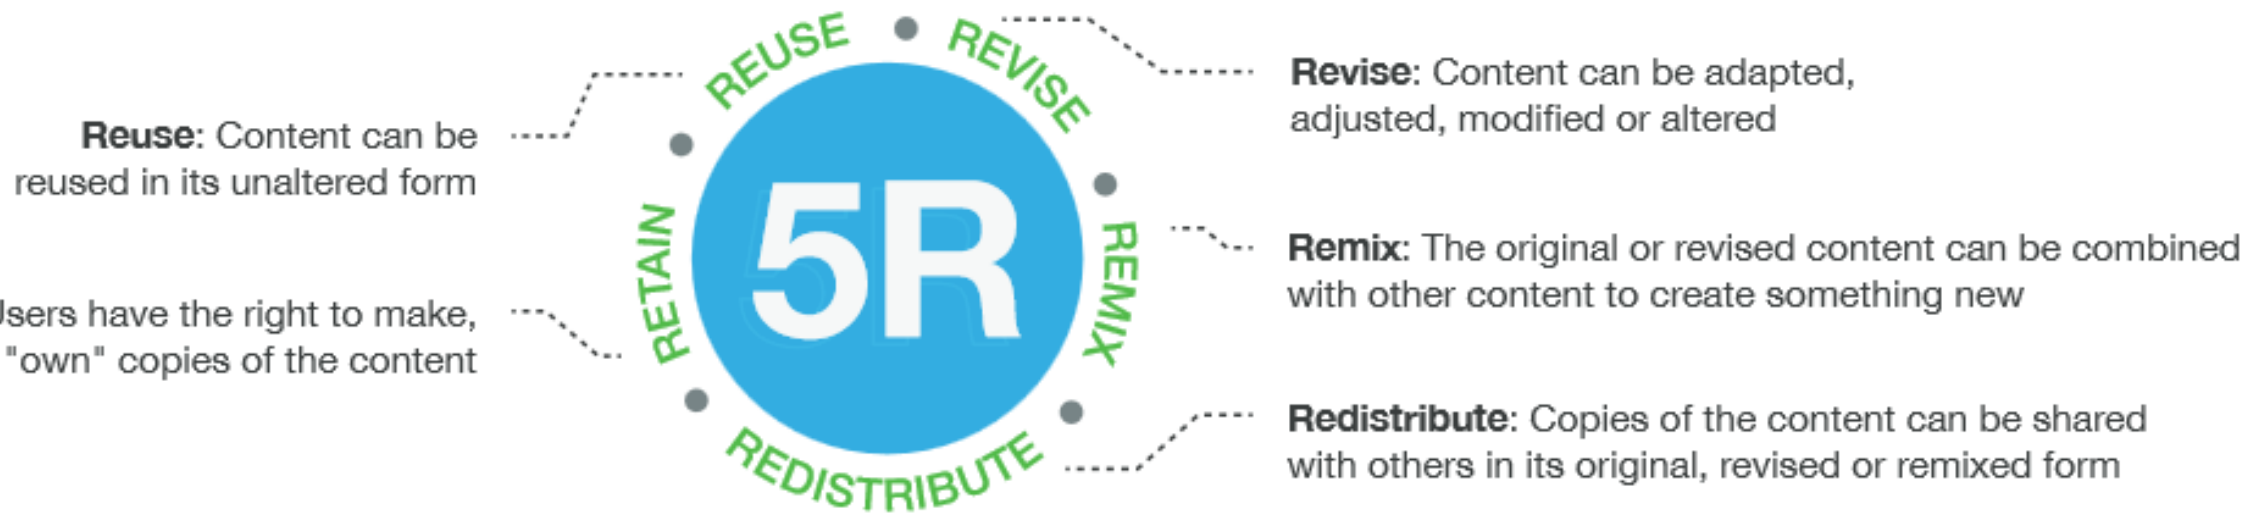 REUSE
REVISE
REMIX
REDISTRIBUTE
RETAIN
5R
Reuse: Content can be
reused in its unaltered form
have the right to make,
"own" copies of the content
Revise: Content can be adapted,
adjusted, modified or altered
Remix: The original or revised content can be combined
with other content to create something new
Redistribute: Copies of the content can be shared
with others in its original, revised or remixed form